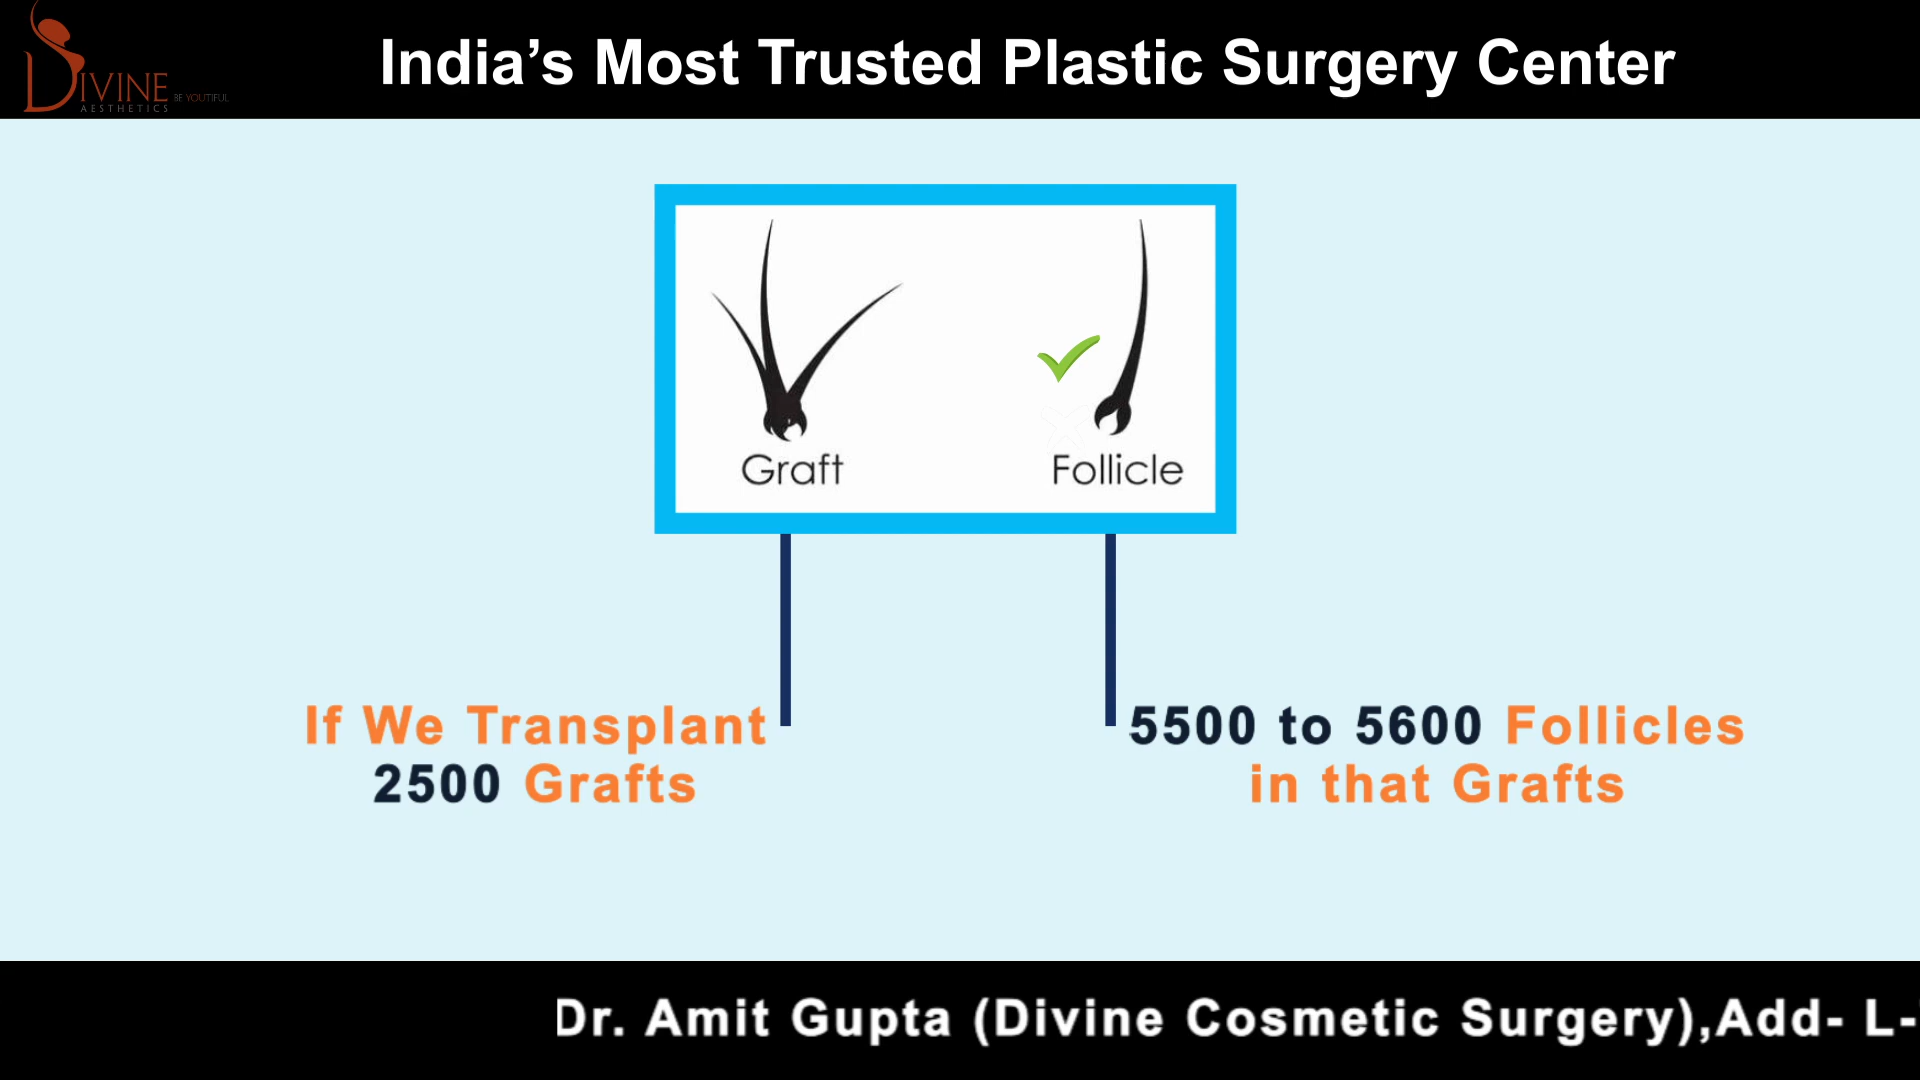 DIVINE
BE YOUTIFUL
AESTHETICS
India’s Most Trusted Plastic Surgery Center
Graft
Follicle
If We Transplant
2500 Grafts
5500 to 5600 Follicles
in that Grafts
Dr. Amit Gupta (Divine Cosmetic Surgery),Add- L-